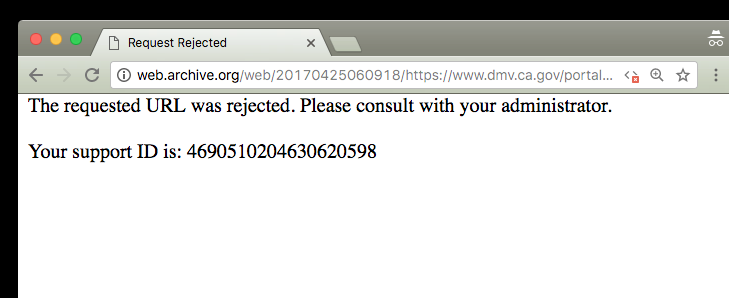 Request Rejected
web.archive.org/web/20170425060918/https://www.dmv.ca.gov/portal...
The requested URL was rejected. Please consult with your administrator.
Your support ID is: 4690510204630620598